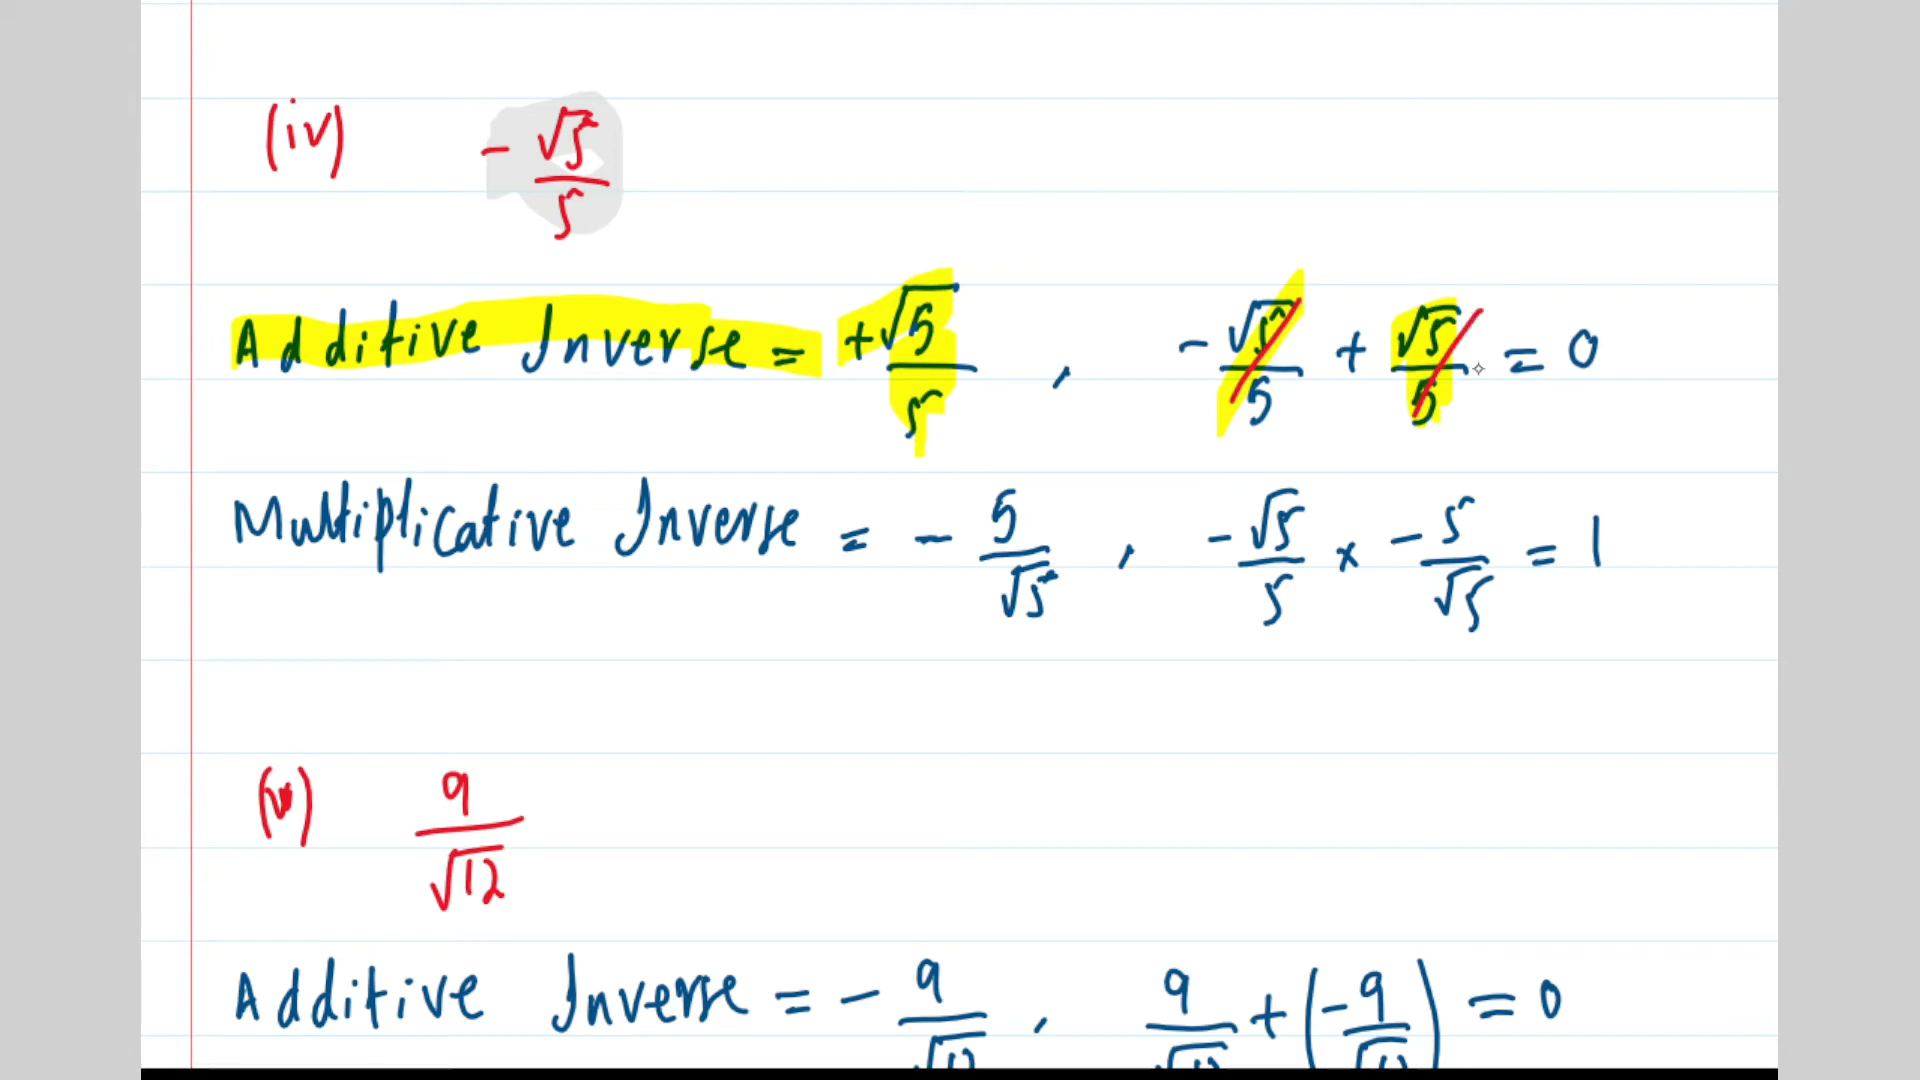 (iv) -√5/5
Additive Inverse = +√5/5 , -√5/5 + √5/5 = 0
Multiplicative Inverse = - 5/√5 , -√5/5 × -5/√5 = 1
(v) 9/√12
Additive Inverse = - 9/√12 , 9/√12 + (-9/√12) = 0